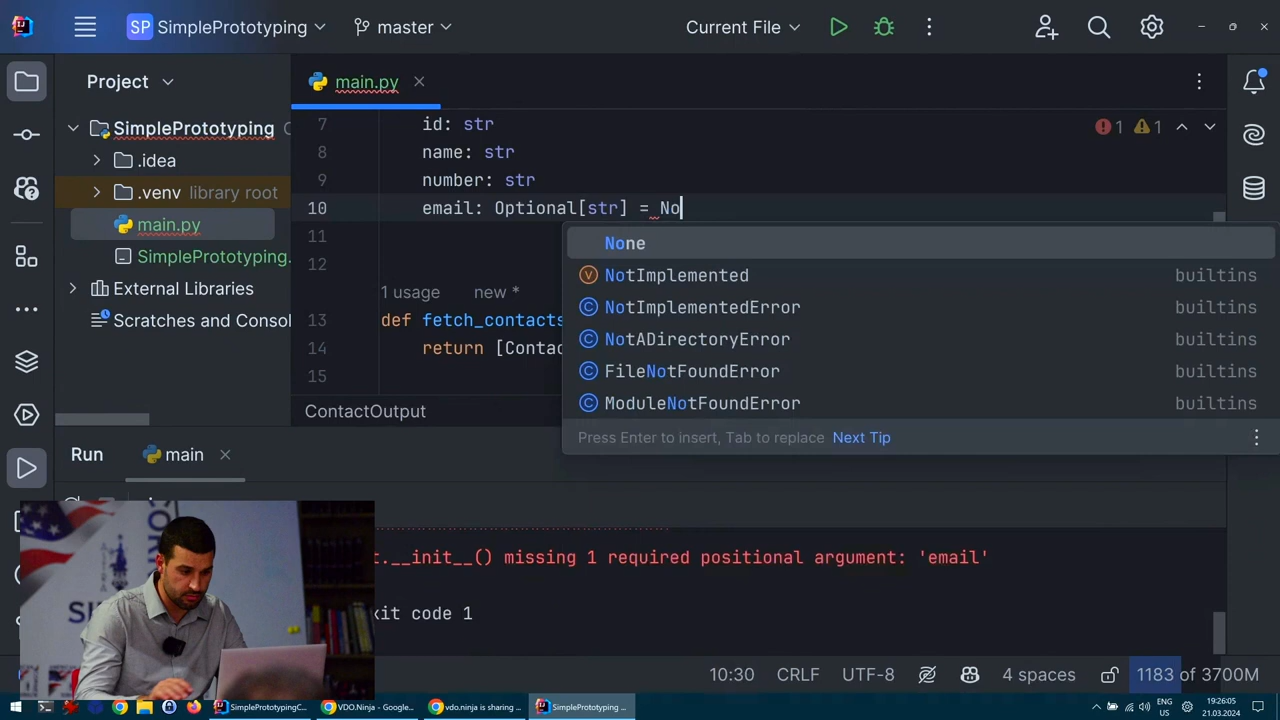 SP SimplePrototyping master Current File
Project main.py
SimplePrototyping
.idea
.venv library root
main.py
SimplePrototyping.
External Libraries
Scratches and Consol
7 id: str
8 name: str
9 number: str
10 email: Optional[str] = No
11
12
1 usage new *
13 def fetch_contacts
14 return [Contac
15
1 1
None
NotImplemented builtins
NotImplementedError builtins
NotADirectoryError builtins
FileNotFoundError builtins
ModuleNotFoundError builtins
Press Enter to insert, Tab to replace Next Tip
ContactOutput
Run main
t.__init__() missing 1 required positional argument: 'email'
xit code 1
10:30 CRLF UTF-8 4 spaces 1183 of 3700M
SimplePrototypingC...
VDO.Ninja - Google...
vdo.ninja is sharing ...
SimplePrototyping ...
ENG
US
19:26:05
21.03.2024